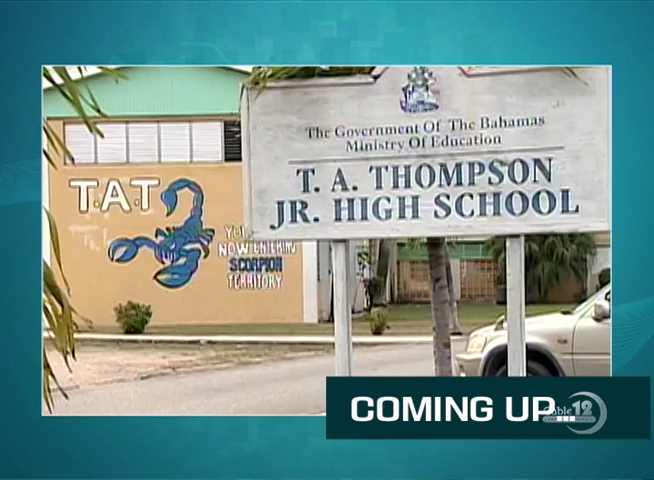 The Government Of The Bahamas
Ministry Of Education
T. A. THOMPSON
JR. HIGH SCHOOL
T.A.T
YOU
NOW ENTERING
SCORPION
TERRITORY
COMING UP
Cable 12